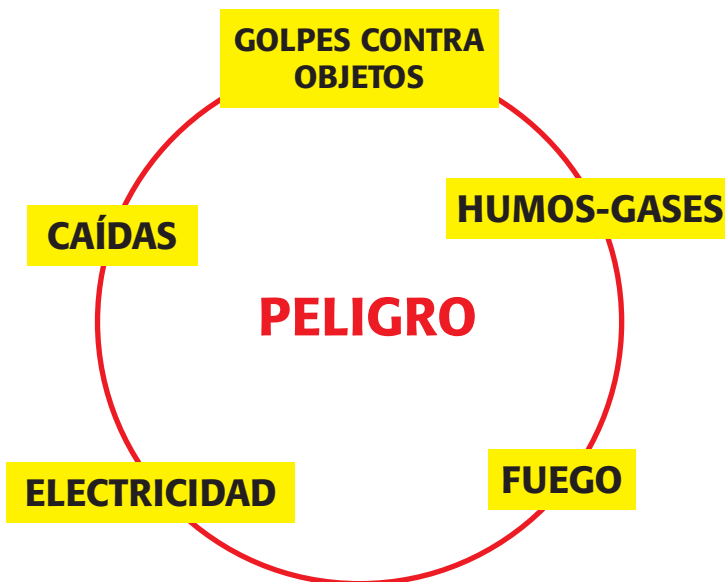 GOLPES CONTRA
OBJETOS
HUMOS-GASES
CAÍDAS
PELIGRO
FUEGO
ELECTRICIDAD